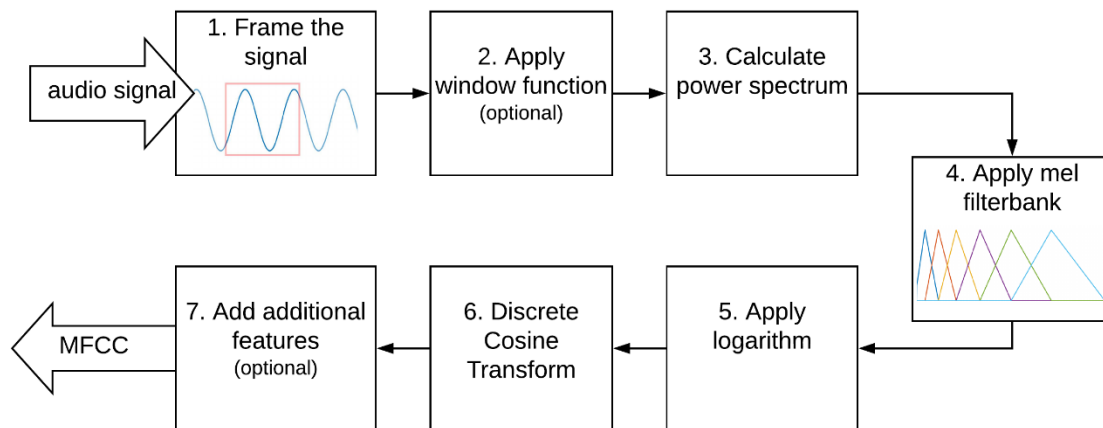 audio signal
1. Frame the
signal
2. Apply
window function
(optional)
3. Calculate
power spectrum
4. Apply mel
filterbank
5. Apply
logarithm
6. Discrete
Cosine
Transform
7. Add additional
features
(optional)
MFCC